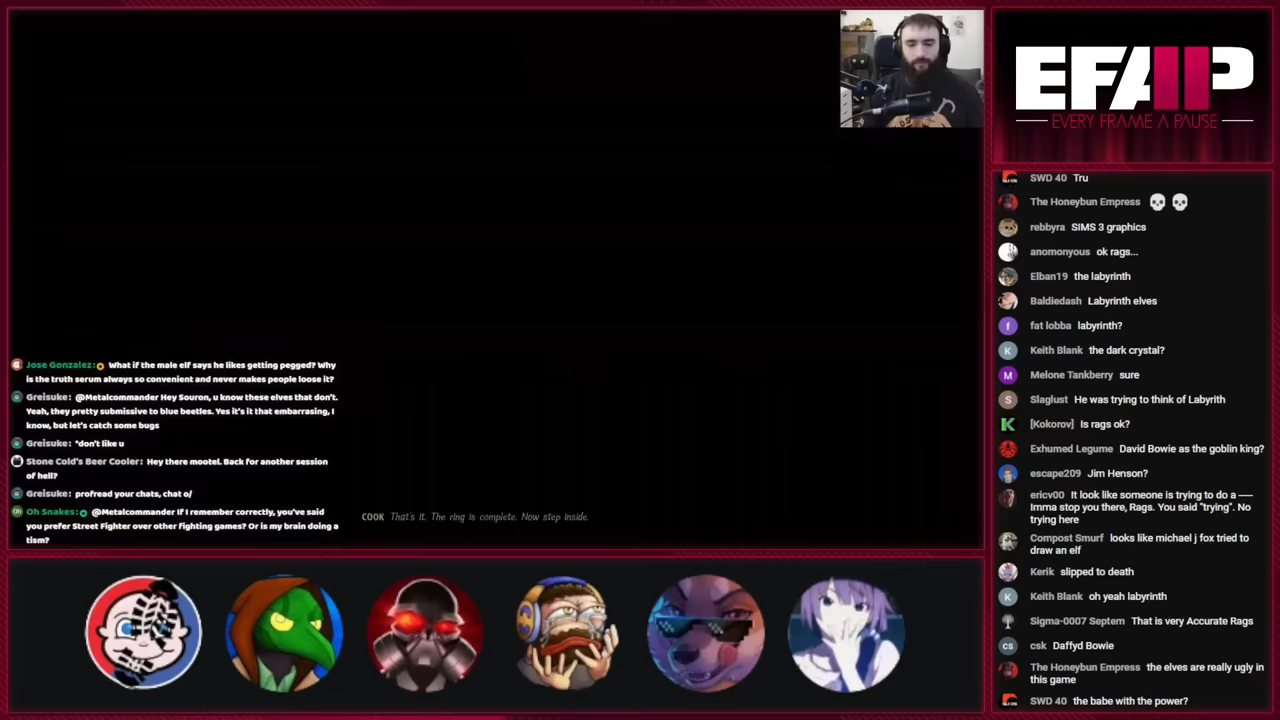 EFAP
EVERY FRAME A PAUSE
Jose Gonzalez: What if the male elf says he likes getting pegged? Why
is the truth serum always so convenient and never makes people loose it?
Greisuke: @Metalcommander Hey Souron, u know these elves that don't.
Yeah, they pretty submissive to blue beetles. Yes it's it that embarrasing, I
know, but let's catch some bugs
Greisuke: *don't like u
Stone Cold's Beer Cooler: Hey there mootel. Back for another session
of hell?
Greisuke: profread your chats, chat o/
Oh Snakes: @Metalcommander If I remember correctly, you've said
you prefer Street Fighter over other fighting games? Or is my brain doing a
tism?
COOK That's it. The ring is complete. Now step inside.
SWD 40 Tru
The Honeybun Empress 💀 💀
rebbyra SIMS 3 graphics
anomonyous ok rags...
Elban19 the labyrinth
Baldiedash Labyrinth elves
f fat lobba labyrinth?
K Keith Blank the dark crystal?
M Melone Tankberry sure
S Slaglust He was trying to think of Labyrith
K [Kokorov] Is rags ok?
Exhumed Legume David Bowie as the goblin king?
escape209 Jim Henson?
ericv00 It look like someone is trying to do a —–
Imma stop you there, Rags. You said "trying". No
trying here
Compost Smurf looks like michael j fox tried to
draw an elf
Kerik slipped to death
K Keith Blank oh yeah labyrinth
Sigma-0007 Septem That is very Accurate Rags
cs csk Daffyd Bowie
The Honeybun Empress the elves are really ugly in
this game
SWD 40 the babe with the power?